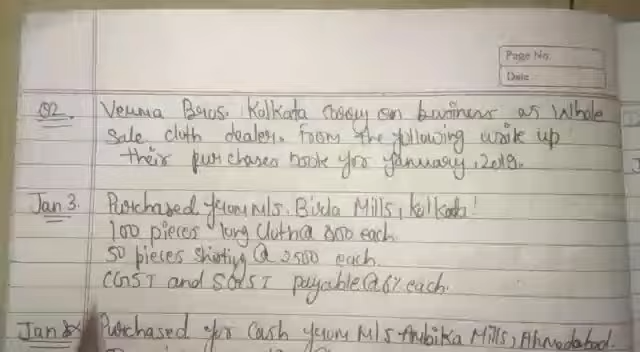 Page No.
Date
Q2. Verma Bros. Kolkata carry on business as Whole
sale cloth dealer. from the following write up
their purchases book for January, 2018.
Jan 3. Purchased from M/s. Birla Mills, Kolkata!
100 pieces long cloth @ 800 each.
50 pieces shirting @ each.
CGST and SGST payable @ 6% each.
Jan Purchased for Cash from M/s Ambika Mills, Ahmedabad.